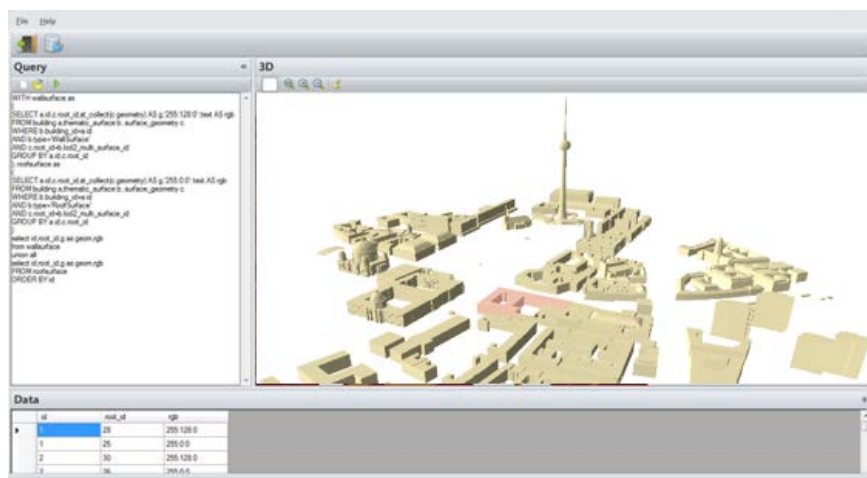 File Help
Query
3D
WITH wallsurface as
(
SELECT a.id,c.root_id,st_collect(c.geometry) AS g,'255:128:0'::text AS rgb
FROM building a,thematic_surface b, surface_geometry c
WHERE b.building_id=a.id
AND b.type='WallSurface'
AND c.root_id=b.lod2_multi_surface_id
GROUP BY a.id,c.root_id
), roofsurface as
(
SELECT a.id,c.root_id,st_collect(c.geometry) AS g,'255:0:0'::text AS rgb
FROM building a,thematic_surface b, surface_geometry c
WHERE b.building_id=a.id
AND b.type='RoofSurface'
AND c.root_id=b.lod2_multi_surface_id
GROUP BY a.id,c.root_id
)
select id,root_id,g as geom,rgb
from wallsurface
union all
select id,root_id,g as geom,rgb
FROM roofsurface
ORDER BY id
Data
id root_id rgb
1 28 255:128:0
1 25 255:0:0
2 30 255:128:0
2 36 255:0:0